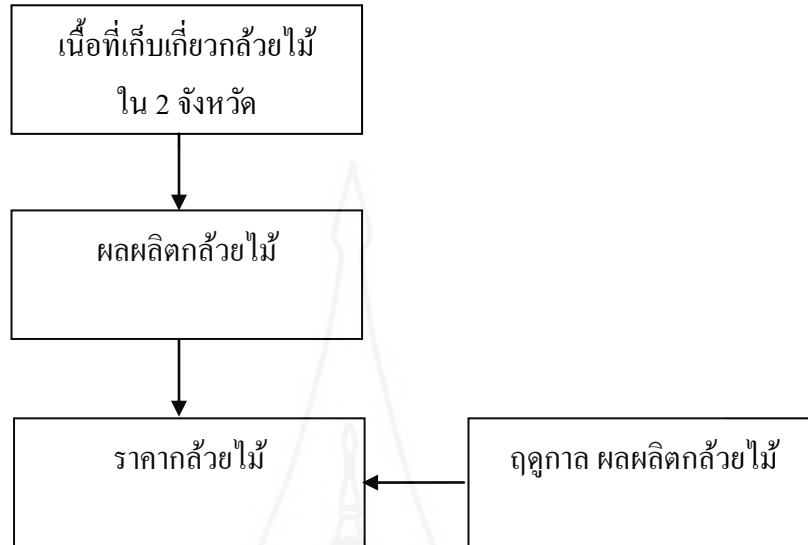 เนื้อที่เก็บเกี่ยวกล้วยไม้
ใน 2 จังหวัด
ผลผลิตกล้วยไม้
ราคากล้วยไม้
ฤดูกาล ผลผลิตกล้วยไม้